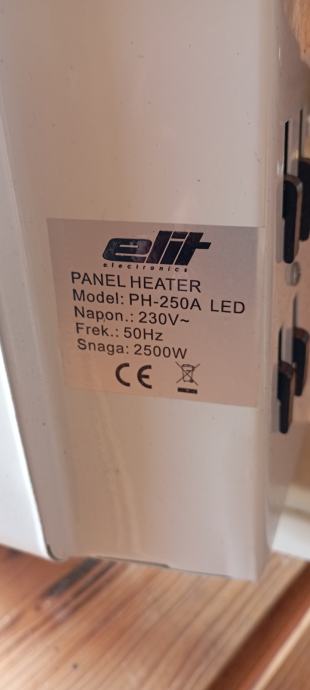 elit
electronics
PANEL HEATER
Model: PH-250A LED
Napon.: 230V~
Frek.: 50Hz
Snaga: 2500W
CE